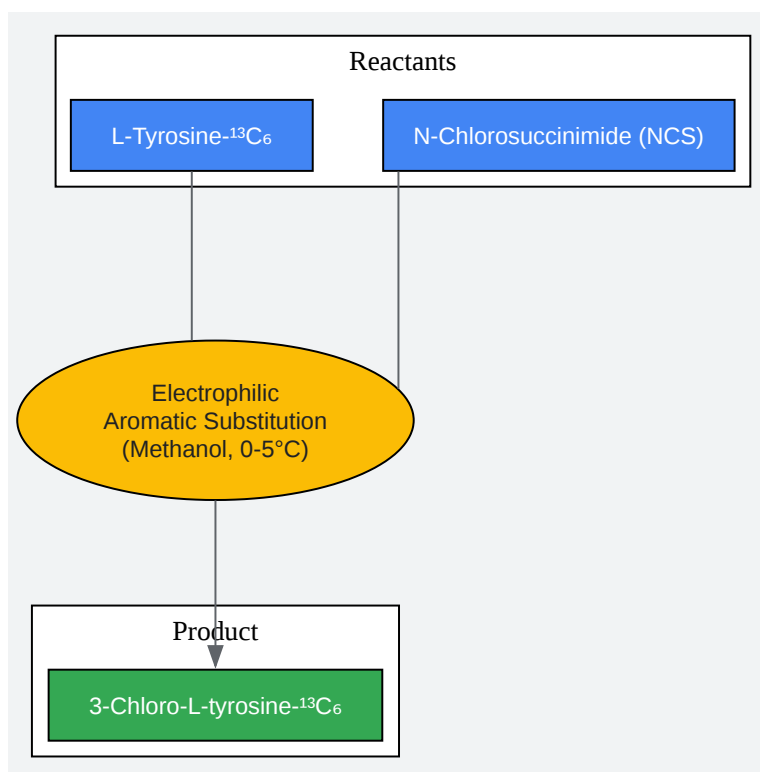 Reactants
L-Tyrosine-¹³C₆
N-Chlorosuccinimide (NCS)
Electrophilic
Aromatic Substitution
(Methanol, 0-5°C)
Product
3-Chloro-L-tyrosine-¹³C₆